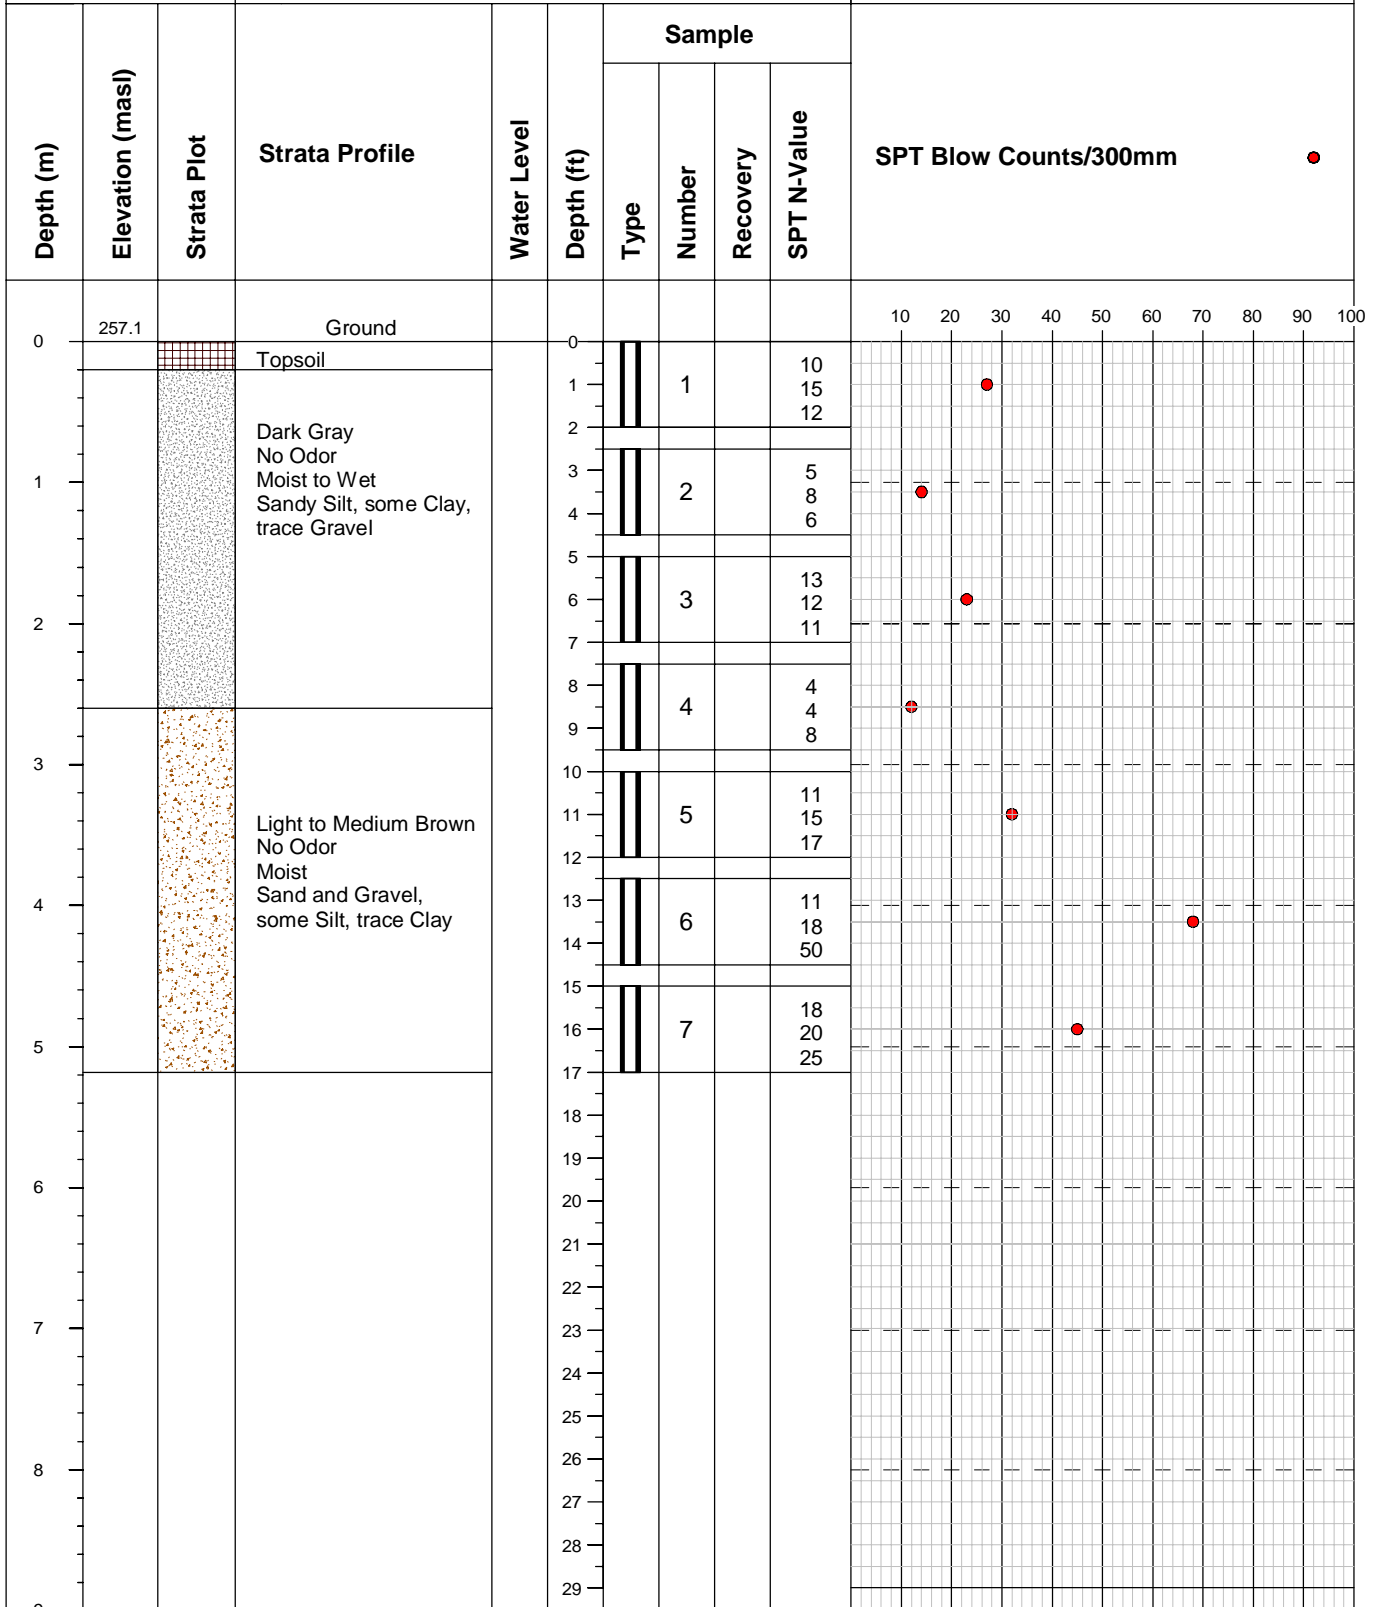 Depth (m)
Elevation (masl)
Strata Plot
Strata Profile
Water Level
Depth (ft)
Sample
Type
Number
Recovery
SPT N-Value
SPT Blow Counts/300mm
10 20 30 40 50 60 70 80 90 100
0
257.1
Ground
Topsoil
Dark Gray
No Odor
Moist to Wet
Sandy Silt, some Clay,
trace Gravel
Light to Medium Brown
No Odor
Moist
Sand and Gravel,
some Silt, trace Clay
1
2
3
4
5
6
7
8
0
1
2
3
4
5
6
7
8
9
10
11
12
13
14
15
16
17
18
19
20
21
22
23
24
25
26
27
28
29
1
10
15
12
2
5
8
6
3
13
12
11
4
4
4
8
5
11
15
17
6
11
18
50
7
18
20
25